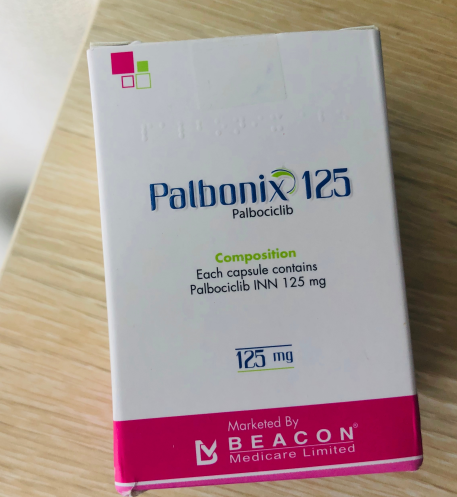 Palbonix 125
Palbociclib
Composition
Each capsule contains
Palbociclib INN 125 mg
125 mg
Marketed By
BEACON®
Medicare Limited